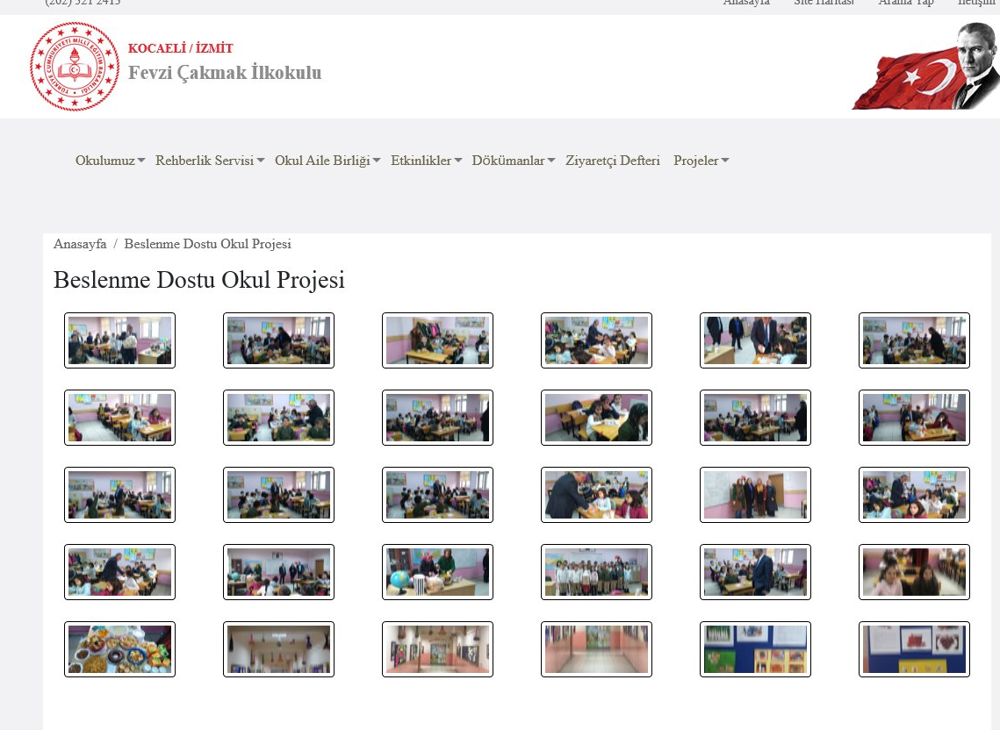 (202) 321 2415
Anasayfa Site Haritası Arama Yap İletişim
TÜRKİYE CUMHURİYETİ MİLLÎ EĞİTİM BAKANLIĞI
KOCAELİ / İZMİT
Fevzi Çakmak İlkokulu
Okulumuz Rehberlik Servisi Okul Aile Birliği Etkinlikler Dökümanlar Ziyaretçi Defteri Projeler
Anasayfa / Beslenme Dostu Okul Projesi
Beslenme Dostu Okul Projesi